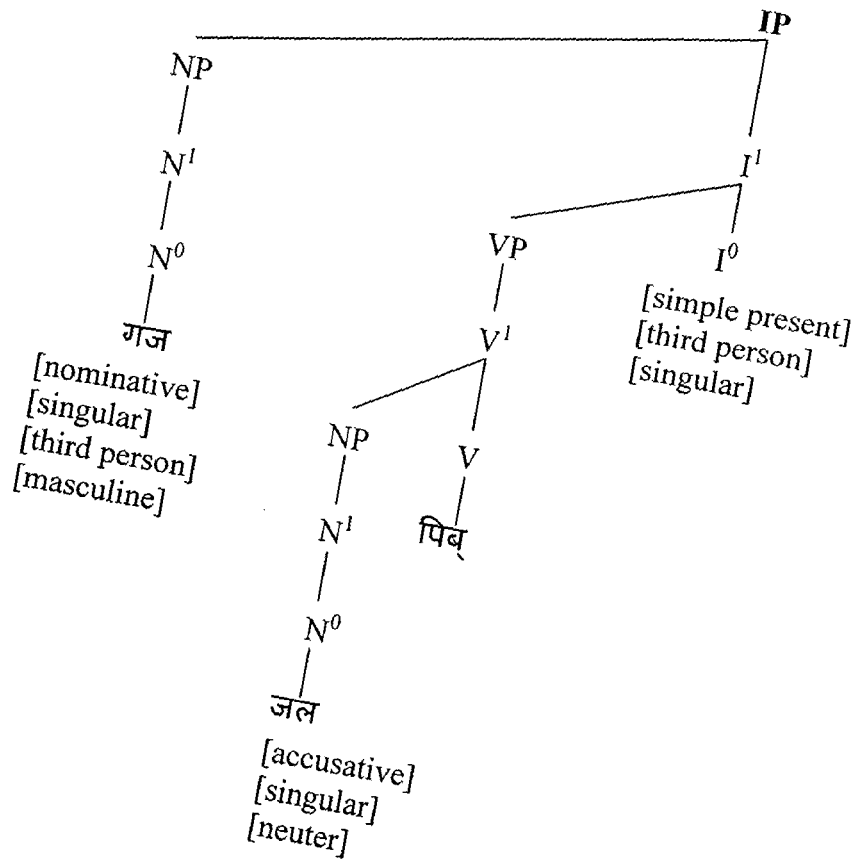 IP
NP
N¹
I¹
N⁰
VP
I⁰
गज
[nominative]
[singular]
[third person]
[masculine]
[simple present]
[third person]
[singular]
V¹
NP
V
N¹
पिब्
N⁰
जल
[accusative]
[singular]
[neuter]